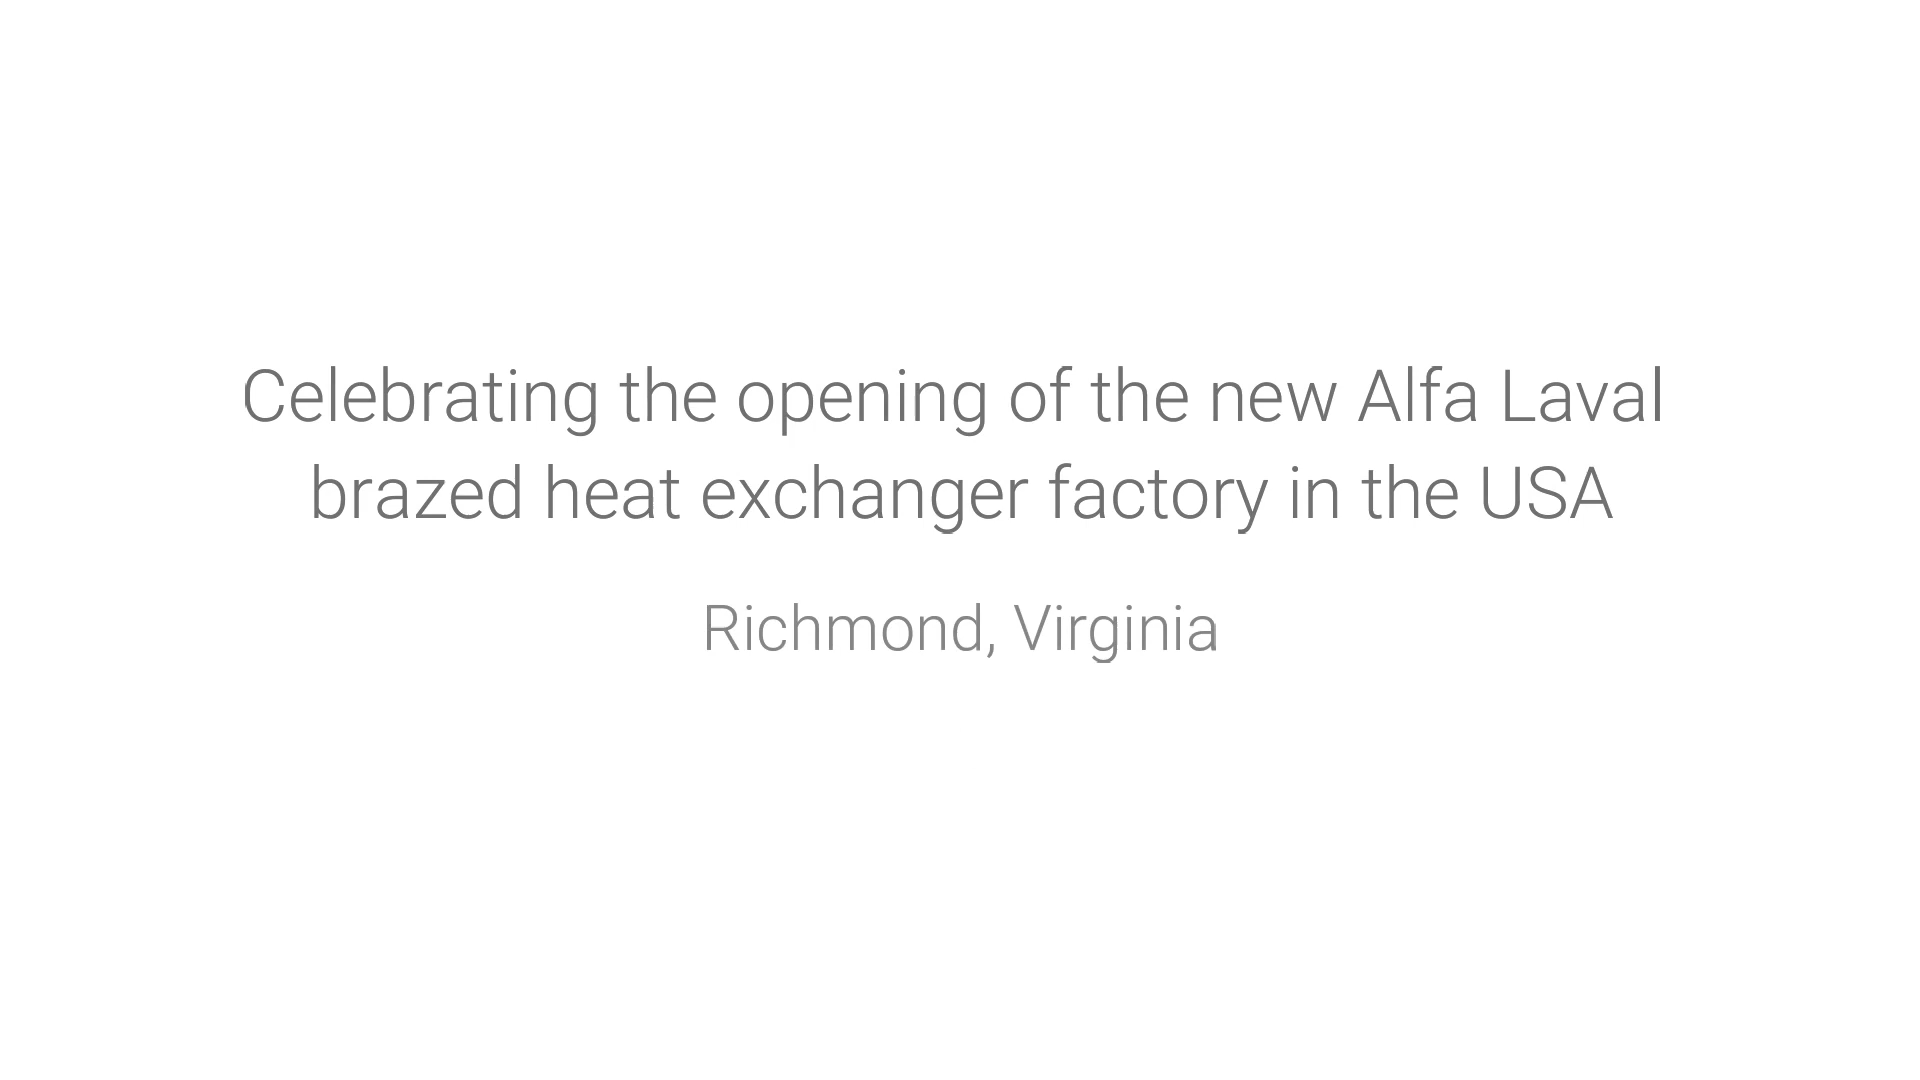 Celebrating the opening of the new Alfa Laval
brazed heat exchanger factory in the USA
Richmond, Virginia